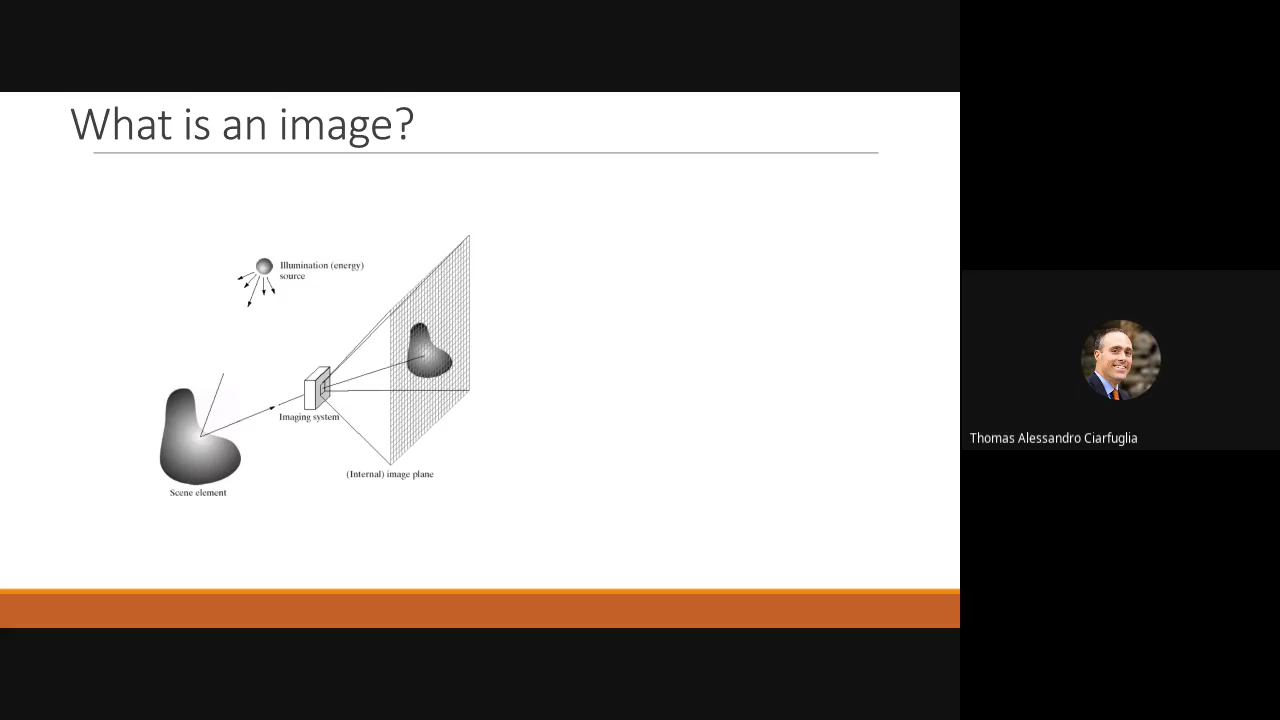 What is an image?
Illumination (energy)
source
Imaging system
(Internal) image plane
Scene element
Thomas Alessandro Ciarfuglia